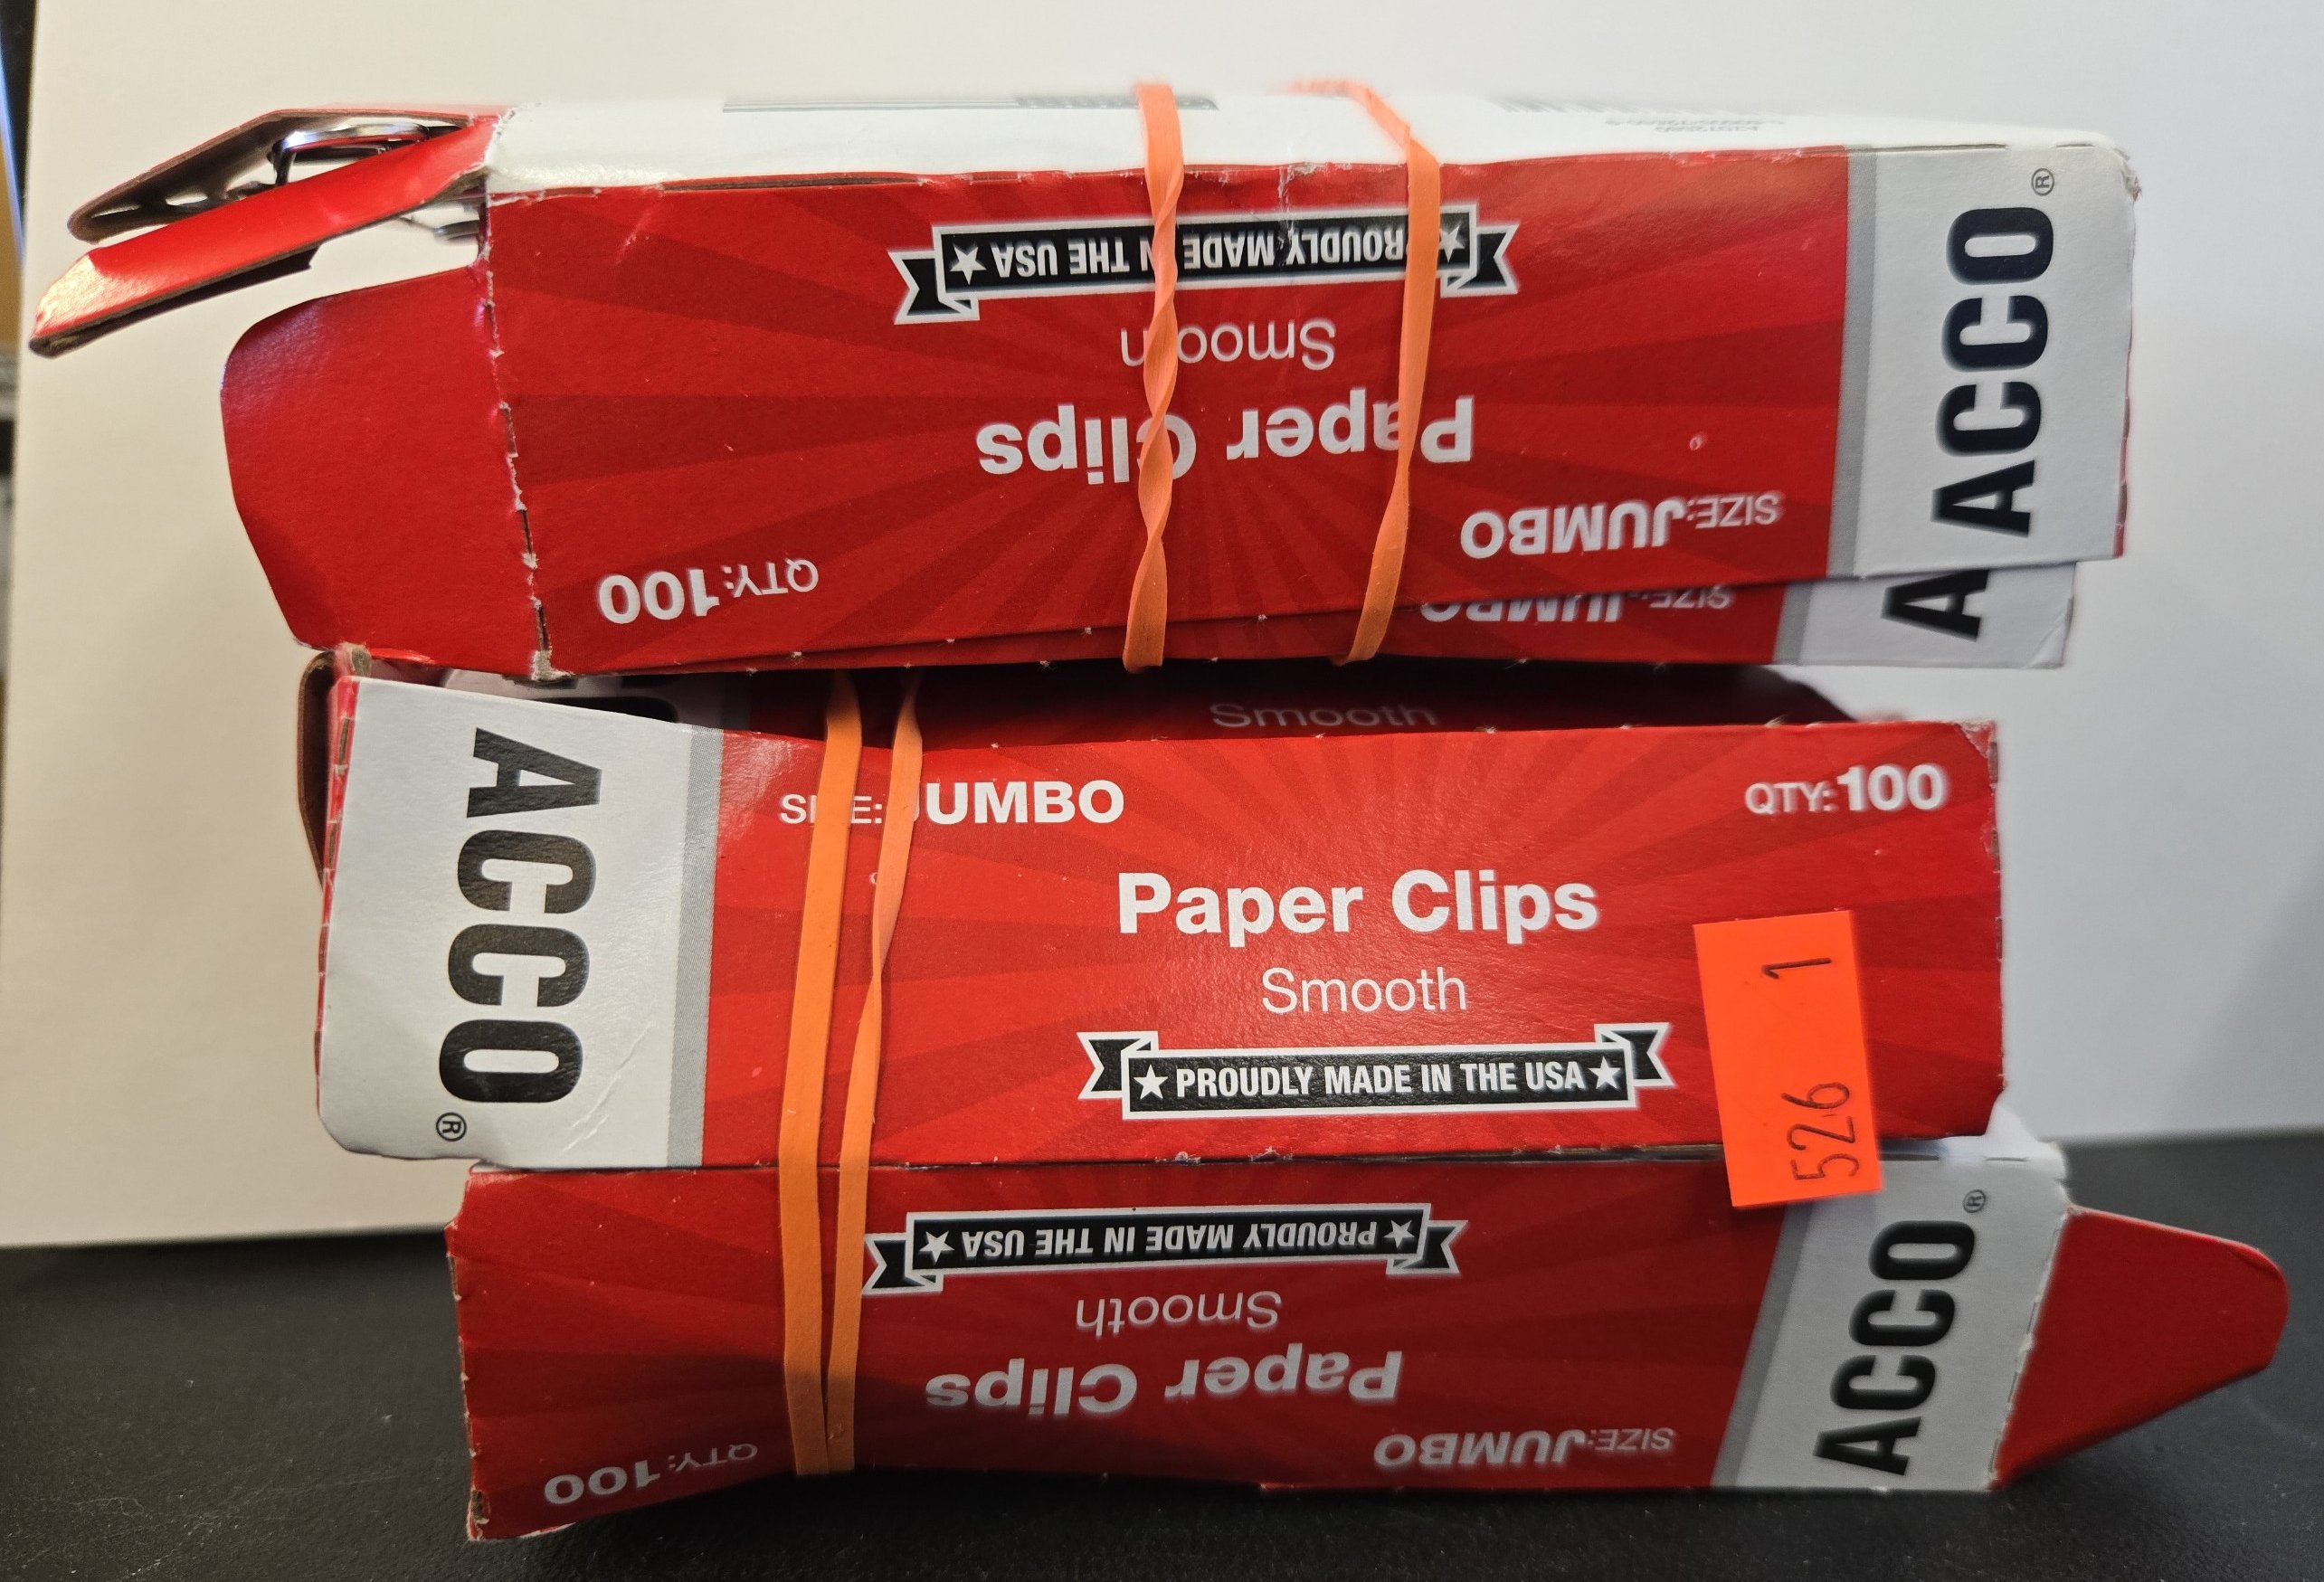 ★ PROUDLY MADE IN THE USA ★
Smooth
Paper Clips
SIZE: JUMBO
QTY: 100
ACCO®
SIZE: JUMBO
A
Smooth
ACCO®
SIZE: JUMBO
QTY: 100
Paper Clips
Smooth
★ PROUDLY MADE IN THE USA ★
526 1
★ PROUDLY MADE IN THE USA ★
Smooth
Paper Clips
SIZE: JUMBO
QTY: 100
ACCO®